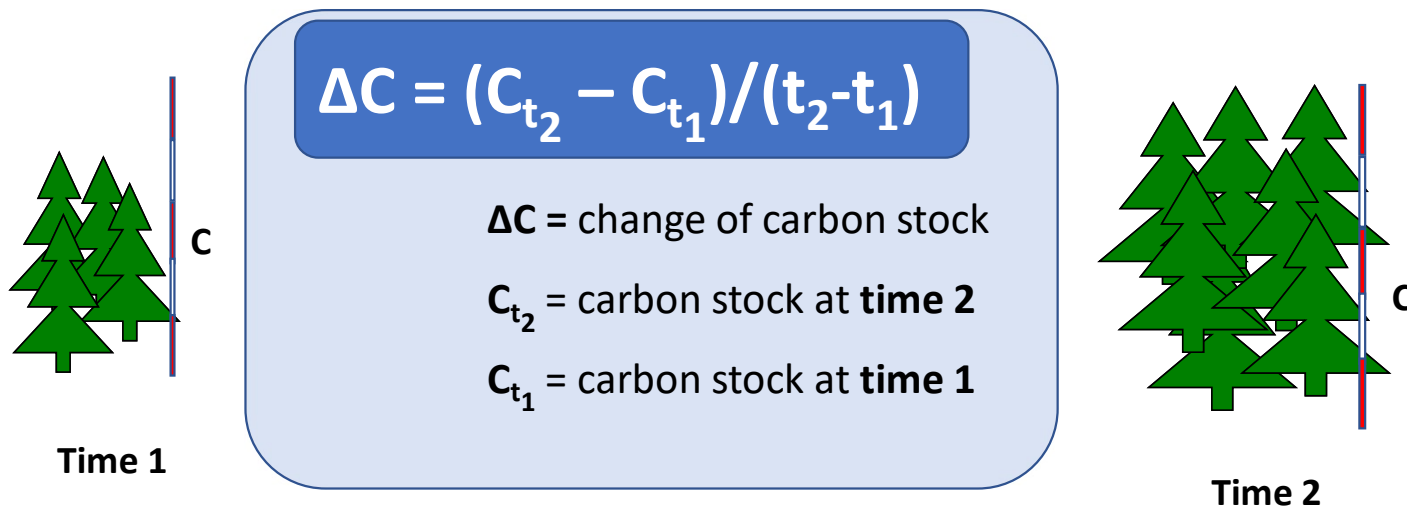 ΔC = (Cₜ₂ – Cₜ₁)/(t₂-t₁)
ΔC = change of carbon stock
C
Cₜ₂ = carbon stock at time 2
C
Cₜ₁ = carbon stock at time 1
Time 1
Time 2